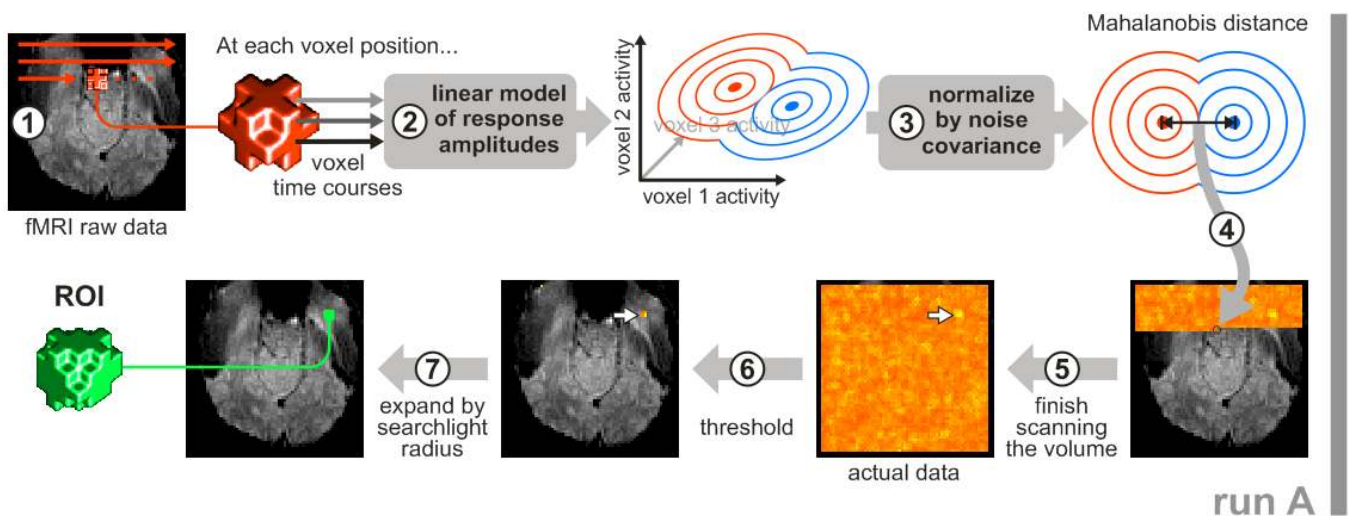 Mahalanobis distance
At each voxel position...
1
2
linear model
of response
amplitudes
voxel
time courses
fMRI raw data
voxel 2 activity
voxel 3 activity
voxel 1 activity
3
normalize
by noise
covariance
4
ROI
7
expand by
searchlight
radius
6
threshold
actual data
5
finish
scanning
the volume
run A